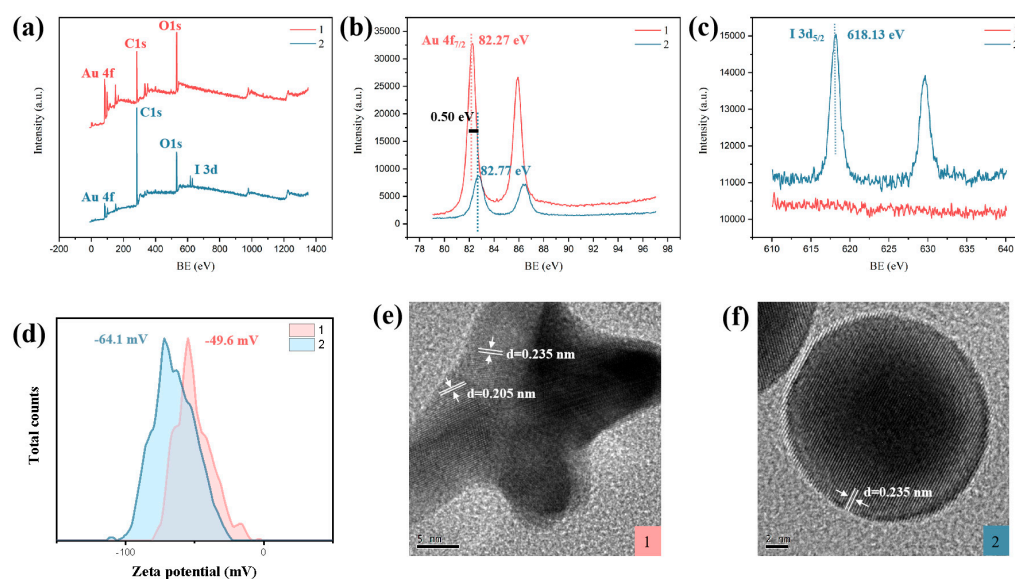 (a)
1
2
O1s
C1s
Au 4f
C1s
O1s
I 3d
Au 4f
Intensity (a.u.)
-200 0 200 400 600 800 1000 1200 1400
BE (eV)
(b)
1
2
Au 4f7/2 82.27 eV
0.50 eV
82.77 eV
35000
30000
25000
20000
15000
10000
5000
0
Intensity (a.u.)
78 80 82 84 86 88 90 92 94 96 98
BE (eV)
(c)
1
2
I 3d5/2 618.13 eV
15000
14000
13000
12000
11000
10000
Intensity (a.u.)
610 615 620 625 630 635 640
BE (eV)
(d)
1
2
-64.1 mV -49.6 mV
Total counts
-100 0
Zeta potential (mV)
(e)
d=0.235 nm
d=0.205 nm
5 nm
1
(f)
d=0.235 nm
2 nm
2